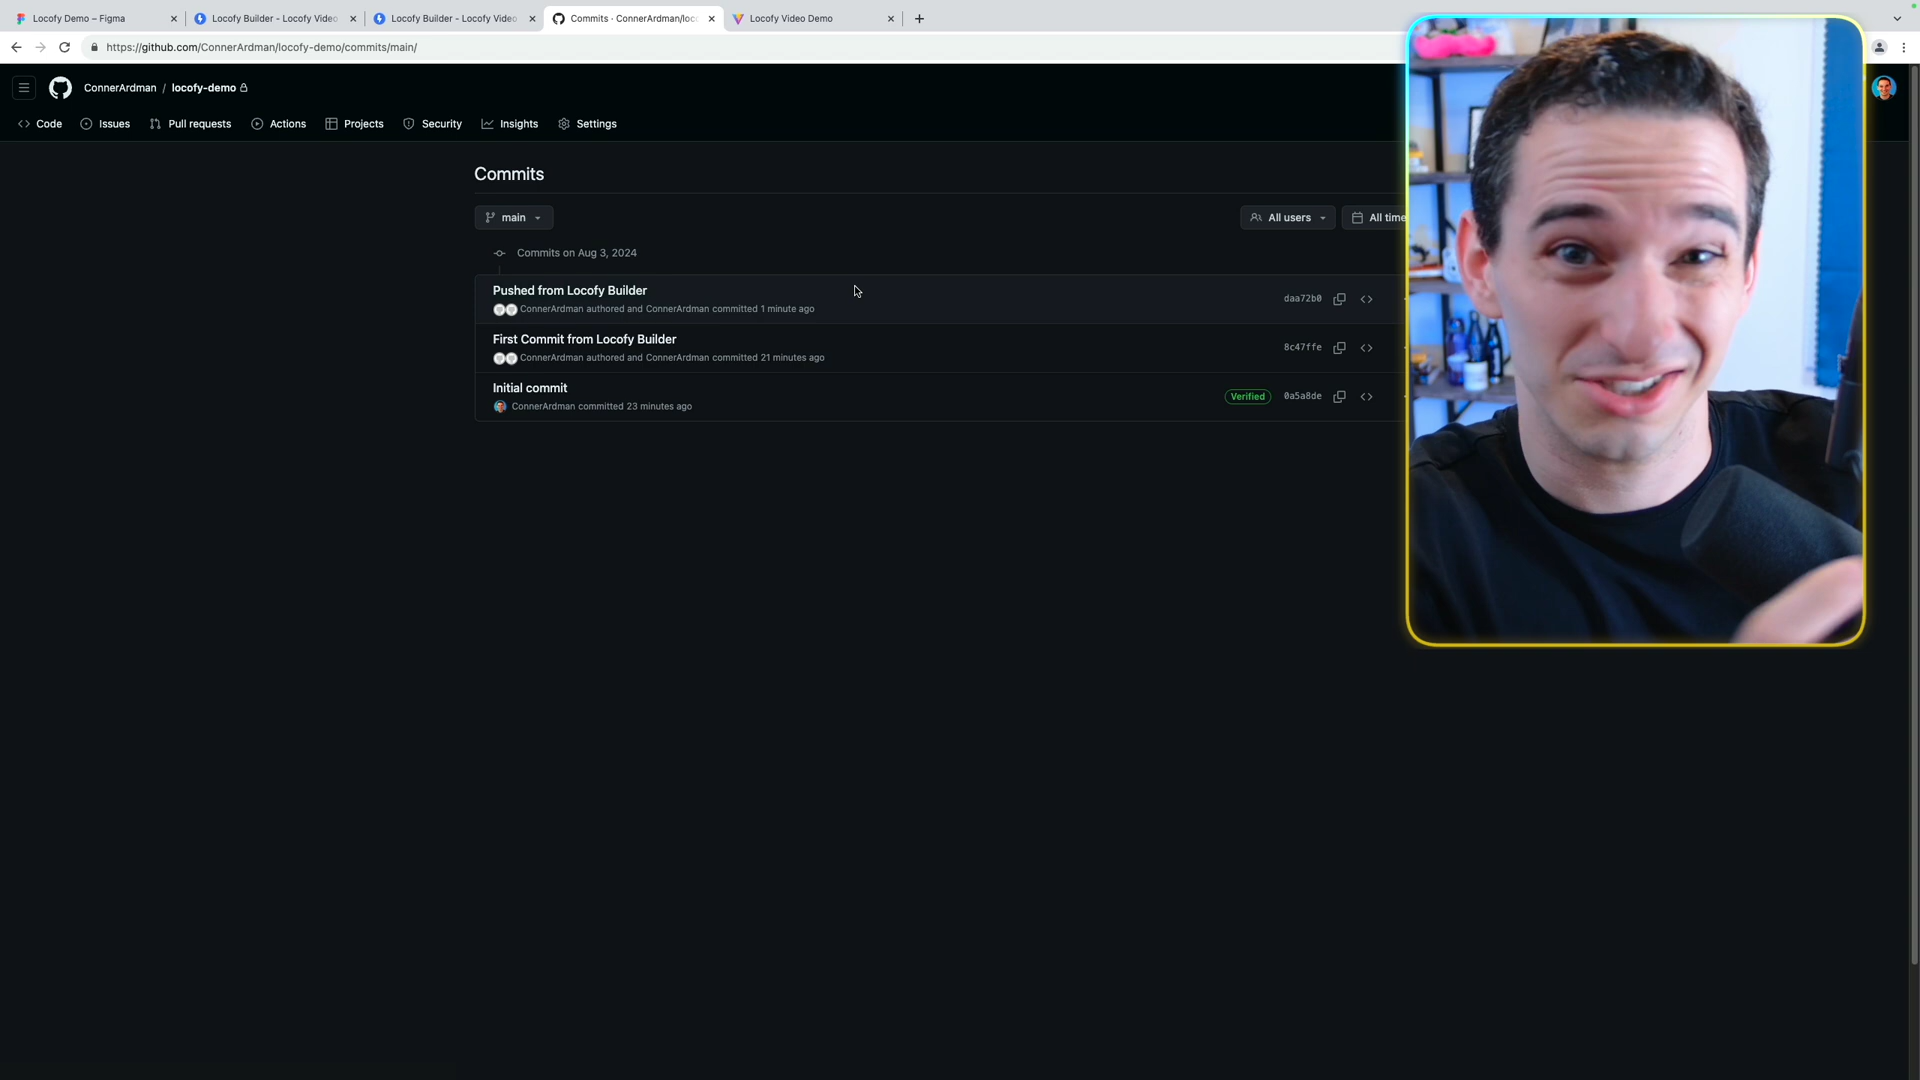 Locofy Demo – Figma
Locofy Builder - Locofy Video
Locofy Builder - Locofy Video
Commits · ConnerArdman/loc
Locofy Video Demo
https://github.com/ConnerArdman/locofy-demo/commits/main/
ConnerArdman / locofy-demo
Code
Issues
Pull requests
Actions
Projects
Security
Insights
Settings
Commits
main
All users
All time
Commits on Aug 3, 2024
Pushed from Locofy Builder
ConnerArdman authored and ConnerArdman committed 1 minute ago
daa72b0
First Commit from Locofy Builder
ConnerArdman authored and ConnerArdman committed 21 minutes ago
8c47ffe
Initial commit
ConnerArdman committed 23 minutes ago
Verified
0a5a8de